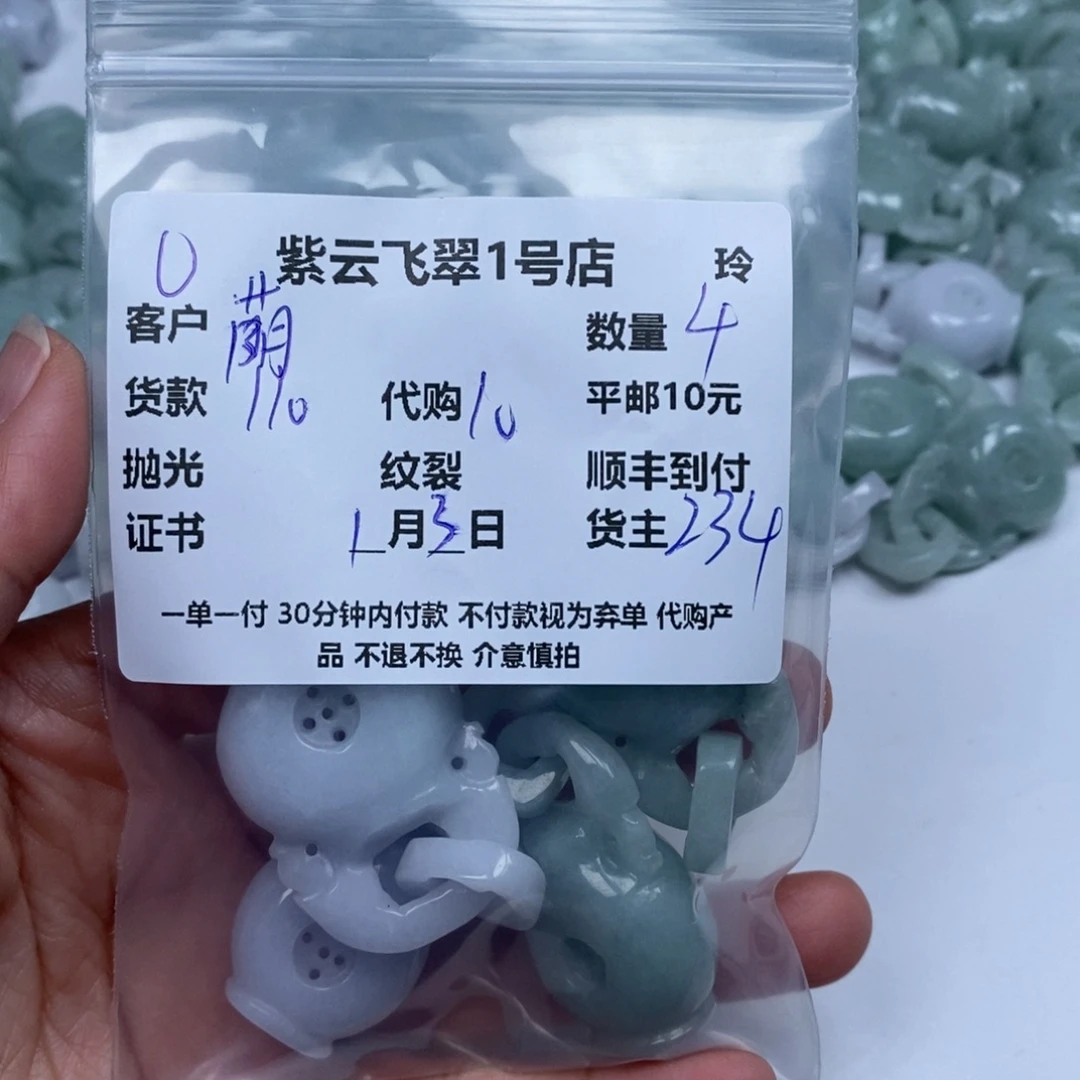 0 紫云飞翠1号店 玲
客户 萌 数量 4
货款 110 代购 10 平邮10元
抛光 纹裂 顺丰到付
证书 1月3日 货主 234
一单一付 30分钟内付款 不付款视为弃单 代购产
品 不退不换 介意慎拍